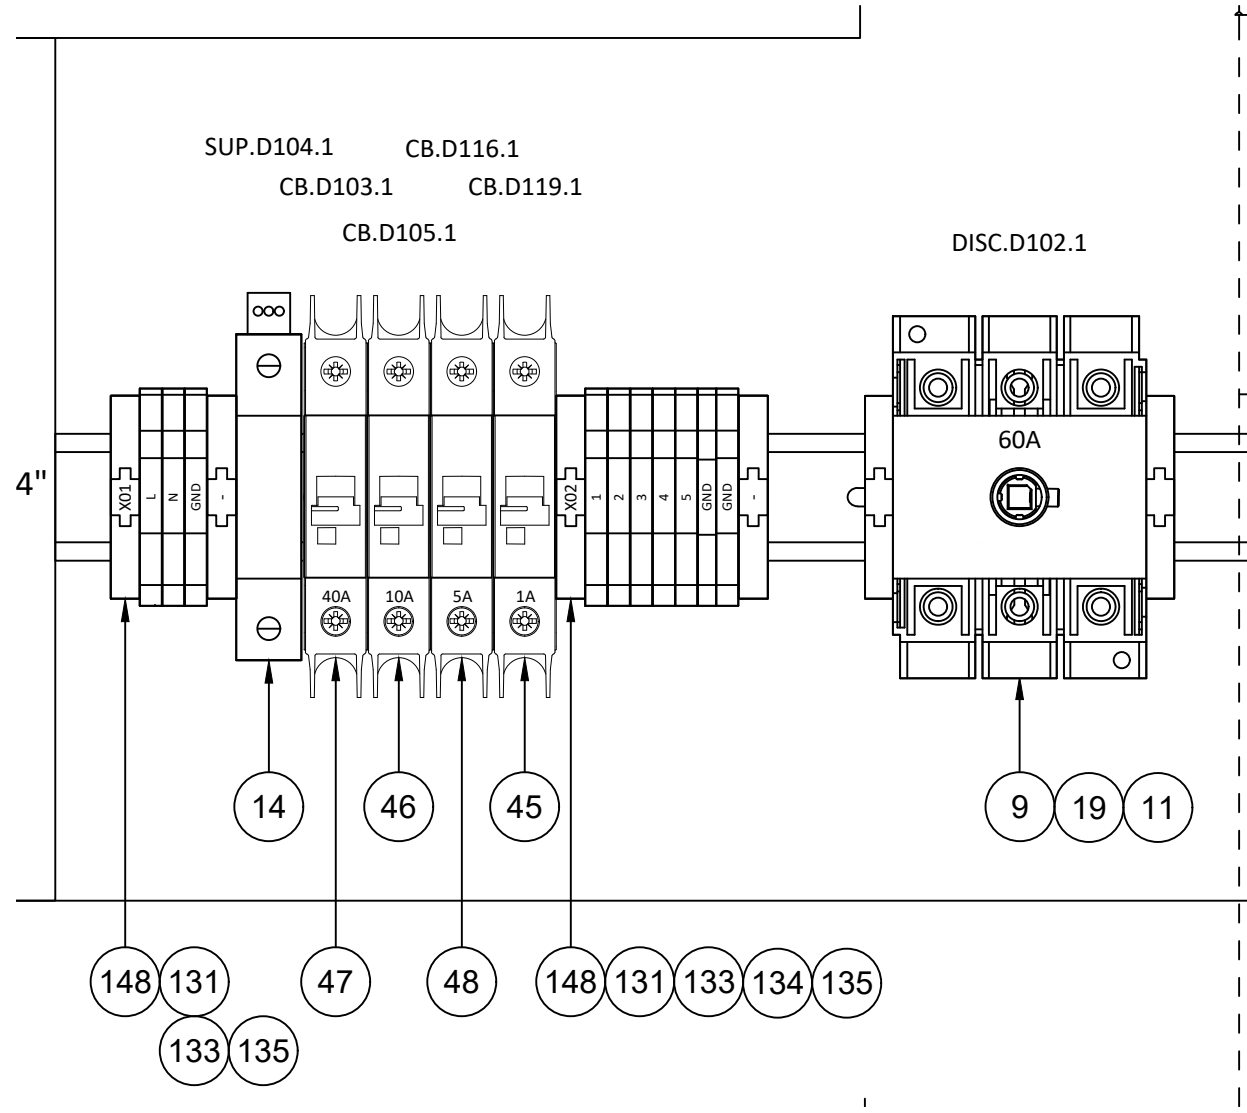 SUP.D104.1 CB.D116.1
CB.D103.1 CB.D119.1
CB.D105.1
DISC.D102.1
60A
4"
X01 L N GND - X02 1 2 3 4 5 GND GND -
40A 10A 5A 1A
14 46 45 9 19 11
148 131 47 48 148 131 133 134 135
133 135